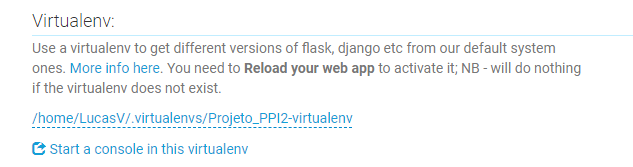 Virtualenv:
Use a virtualenv to get different versions of flask, django etc from our default system
ones. More info here. You need to Reload your web app to activate it; NB - will do nothing
if the virtualenv does not exist.
/home/LucasV/.virtualenvs/Projeto_PPI2-virtualenv
Start a console in this virtualenv